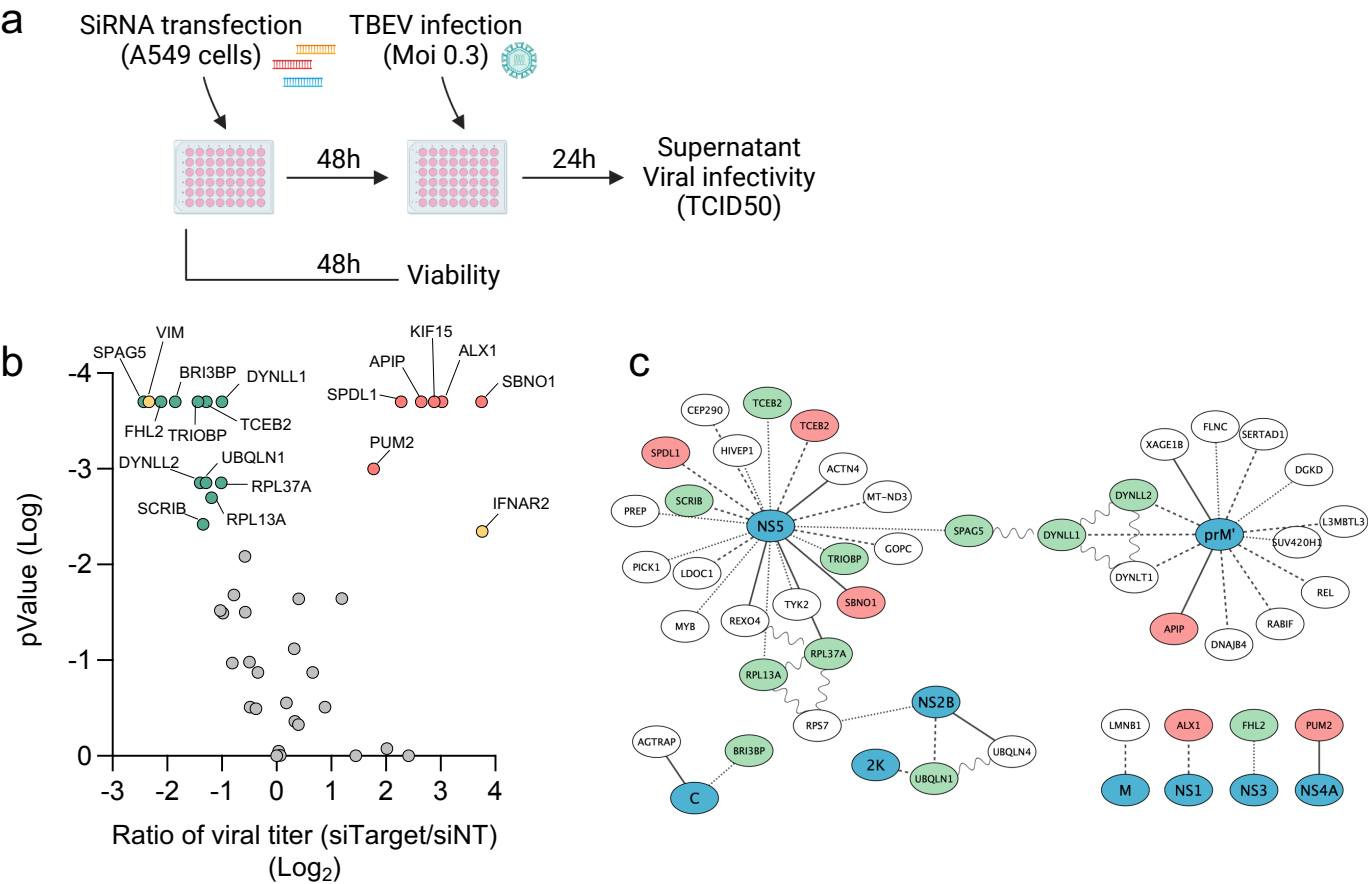 a
SiRNA transfection
(A549 cells)
TBEV infection
(Moi 0.3)
48h
24h
Supernatant
Viral infectivity
(TCID50)
48h
Viability
b
VIM
SPAG5
BRI3BP
DYNLL1
KIF15
ALX1
APIP
SBNO1
SPDL1
FHL2
TRIOBP
TCEB2
PUM2
DYNLL2
UBQLN1
RPL37A
SCRIB
RPL13A
IFNAR2
pValue (Log)
-4
-3
-2
-1
0
-3
-2
-1
0
1
2
3
4
Ratio of viral titer (siTarget/siNT)
(Log2)
c
TCEB2
CEP290
TCEB2
HIVEP1
SPDL1
ACTN4
SCRIB
MT-ND3
PREP
NS5
GOPC
SPAG5
TRIOBP
PICK1
LDOC1
SBNO1
TYK2
MYB
REXO4
RPL37A
RPL13A
RPS7
FLNC
SERTAD1
XAGE1B
DGKD
DYNLL2
L3MBTL3
DYNLL1
prM'
SUV420H1
DYNLT1
REL
RABIF
APIP
DNAJB4
NS2B
AGTRAP
BRI3BP
UBQLN4
2K
UBQLN1
C
LMNB1
ALX1
FHL2
PUM2
M
NS1
NS3
NS4A